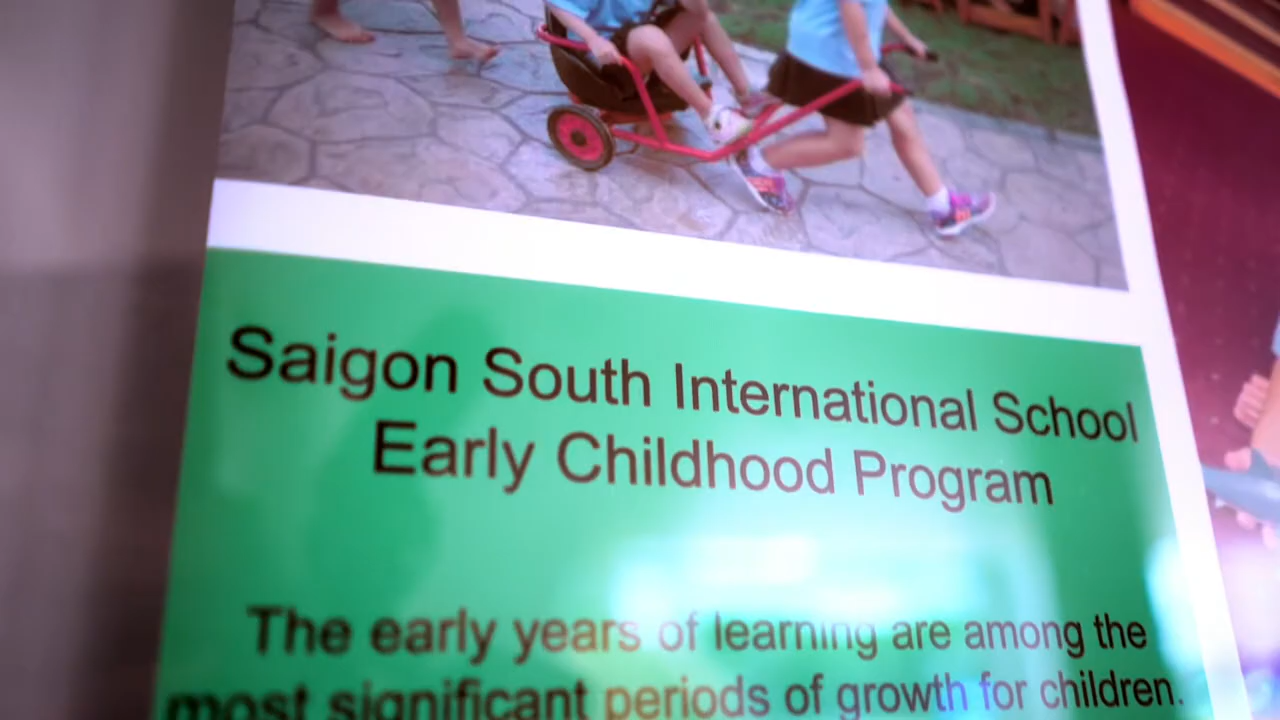 Saigon South International School
Early Childhood Program
The early years of learning are among the
most significant periods of growth for children.